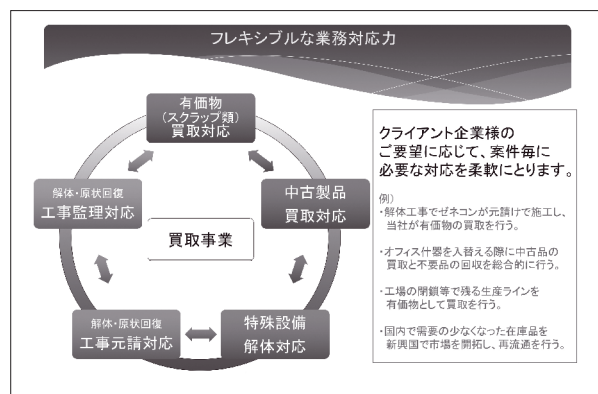 フレキシブルな業務対応力
有価物
（スクラップ類）
買取対応
解体・原状回復
工事監理対応
中古製品
買取対応
買取事業
解体・原状回復
工事元請対応
特殊設備
解体対応
クライアント企業様の
ご要望に応じて、案件毎に
必要な対応を柔軟にとります。
例）
・解体工事でゼネコンが元請けで施工し、
当社が有価物の買取を行う。
・オフィス什器を入替える際に中古品の
買取と不要品の回収を総合的に行う。
・工場の閉鎖等で残る生産ラインを
有価物として買取を行う。
・国内で需要の少なくなった在庫品を
新興国で市場を開拓し、再流通を行う。